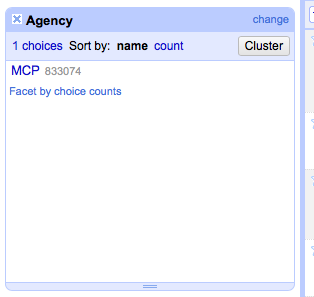 Agency change
1 choices Sort by: name count Cluster
MCP 833074
Facet by choice counts